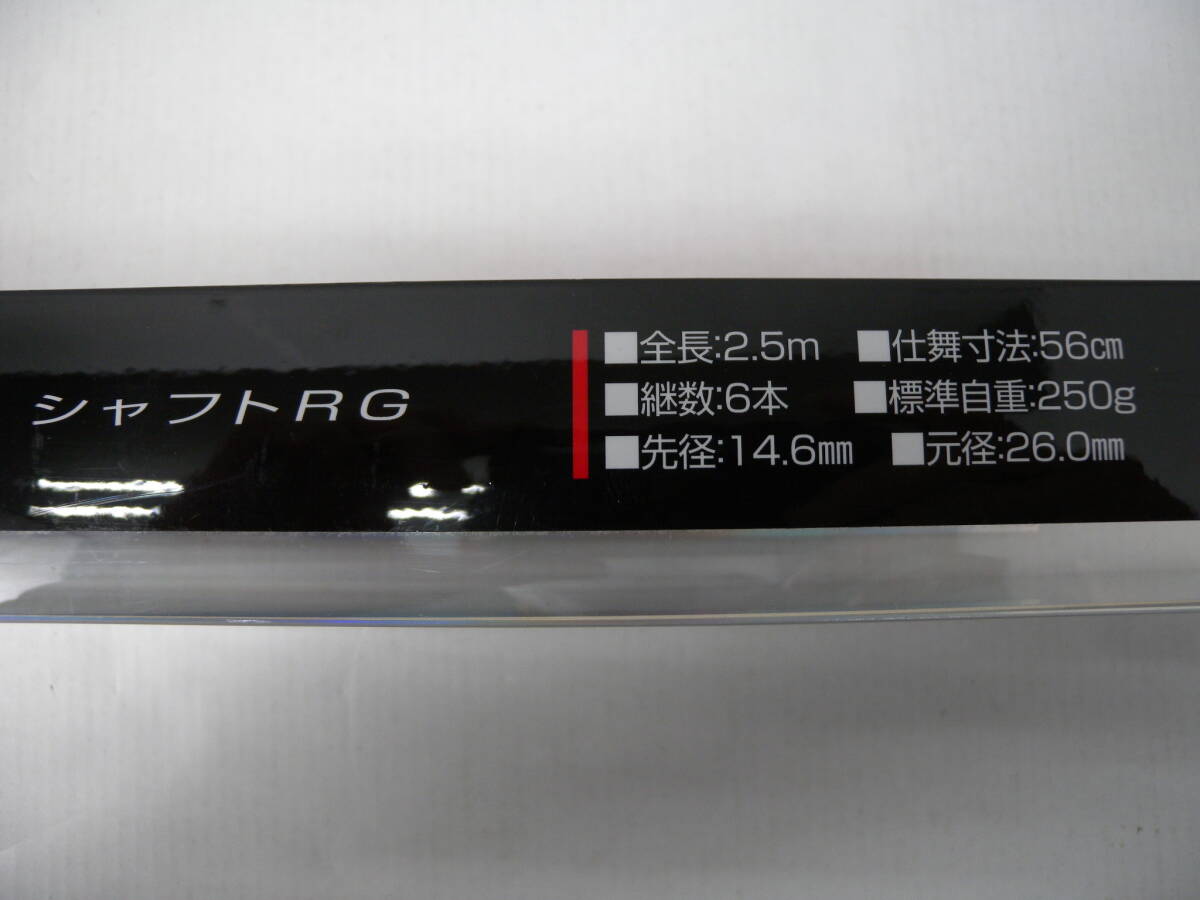 シャフトRG
■全長:2.5m ■仕舞寸法:56cm
■継数:6本 ■標準自重:250g
■先径:14.6mm ■元径:26.0mm